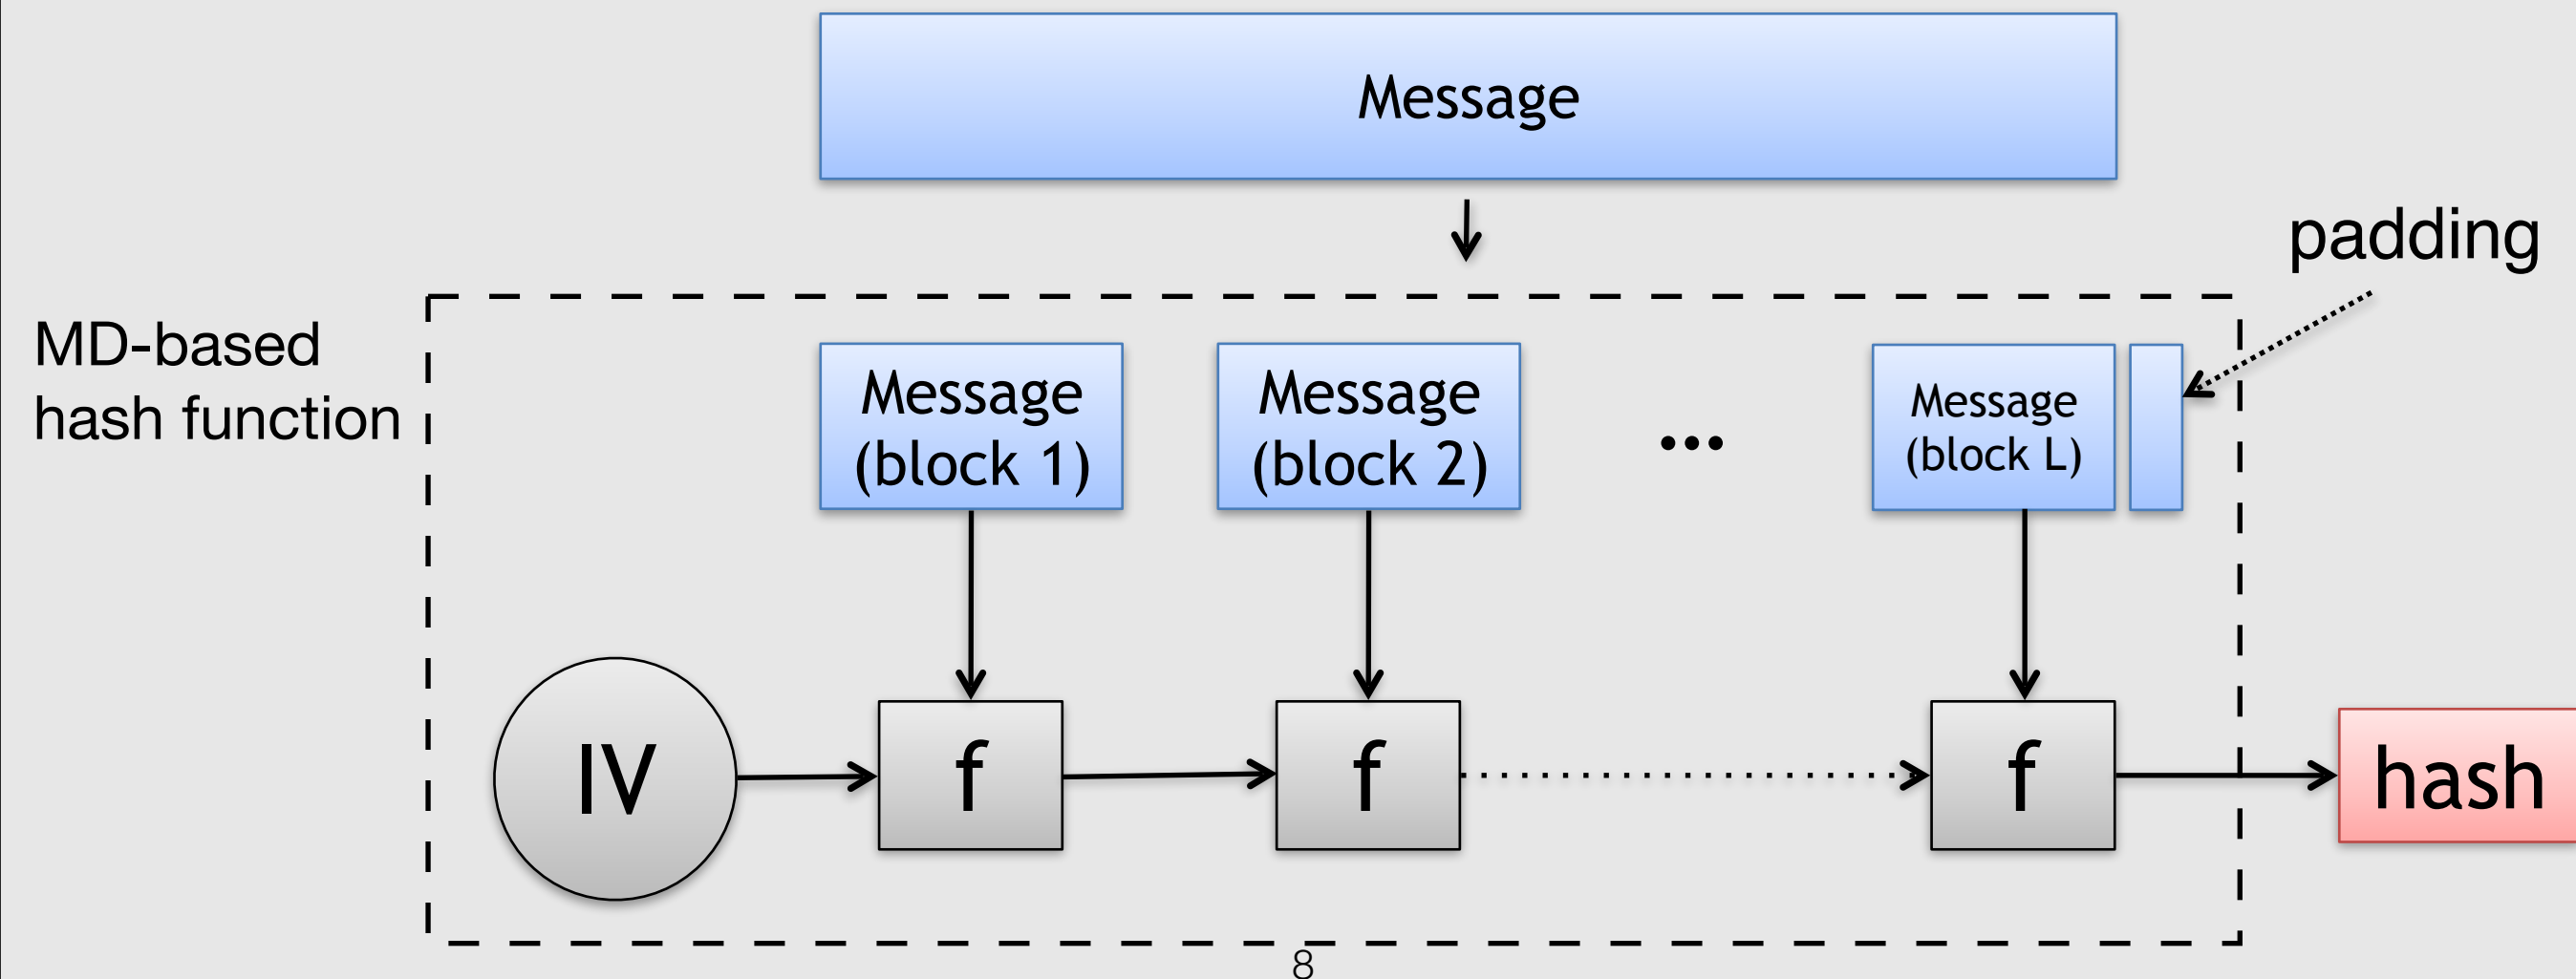 Message
padding
MD-based
hash function
Message
(block 1)
Message
(block 2)
...
Message
(block L)
IV
f
f
f
hash
8